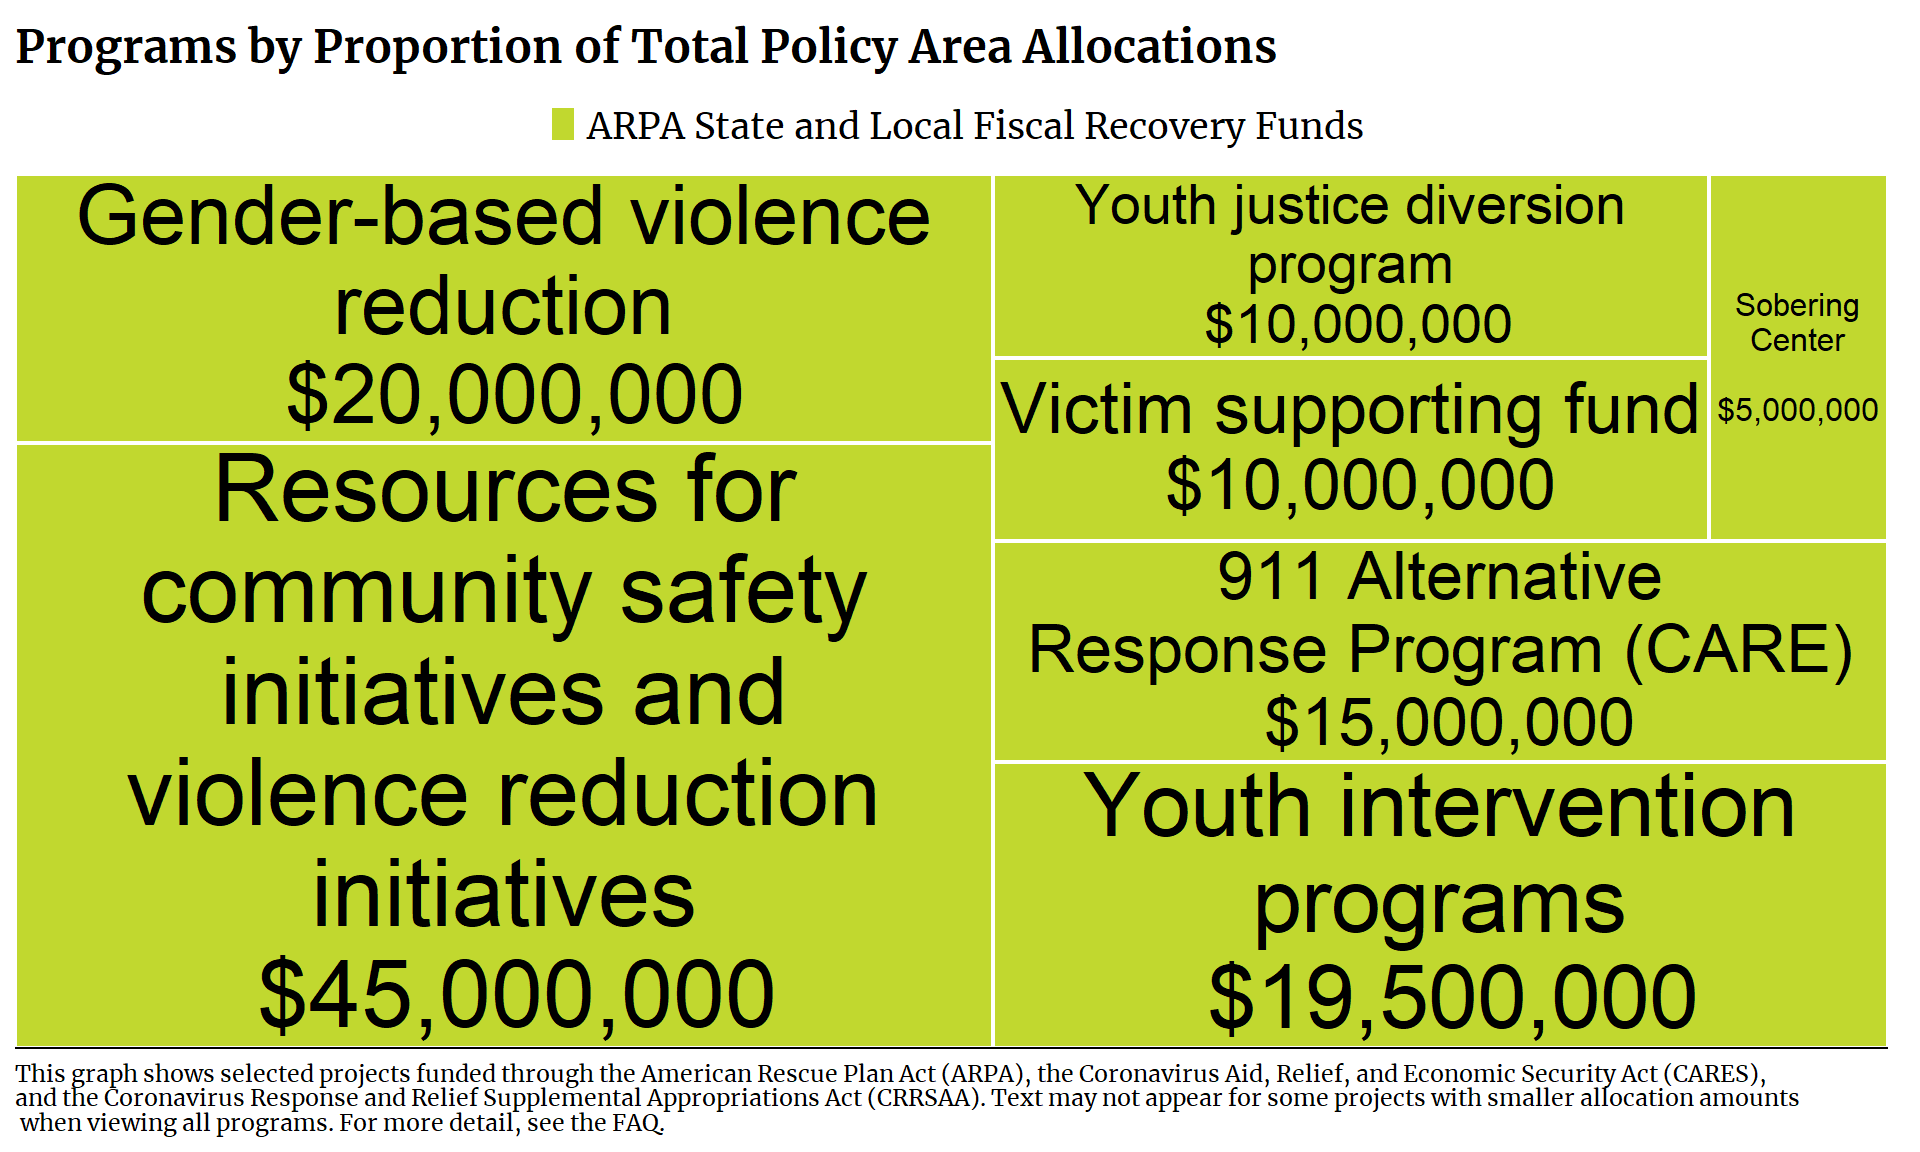 Programs by Proportion of Total Policy Area Allocations
ARPA State and Local Fiscal Recovery Funds
Gender-based violence
reduction
$20,000,000
Resources for
community safety
initiatives and
violence reduction
initiatives
$45,000,000
Youth justice diversion
program
$10,000,000
Victim supporting fund
$10,000,000
Sobering
Center
$5,000,000
911 Alternative
Response Program (CARE)
$15,000,000
Youth intervention
programs
$19,500,000
This graph shows selected projects funded through the American Rescue Plan Act (ARPA), the Coronavirus Aid, Relief, and Economic Security Act (CARES),
and the Coronavirus Response and Relief Supplemental Appropriations Act (CRRSAA). Text may not appear for some projects with smaller allocation amounts
when viewing all programs. For more detail, see the FAQ.